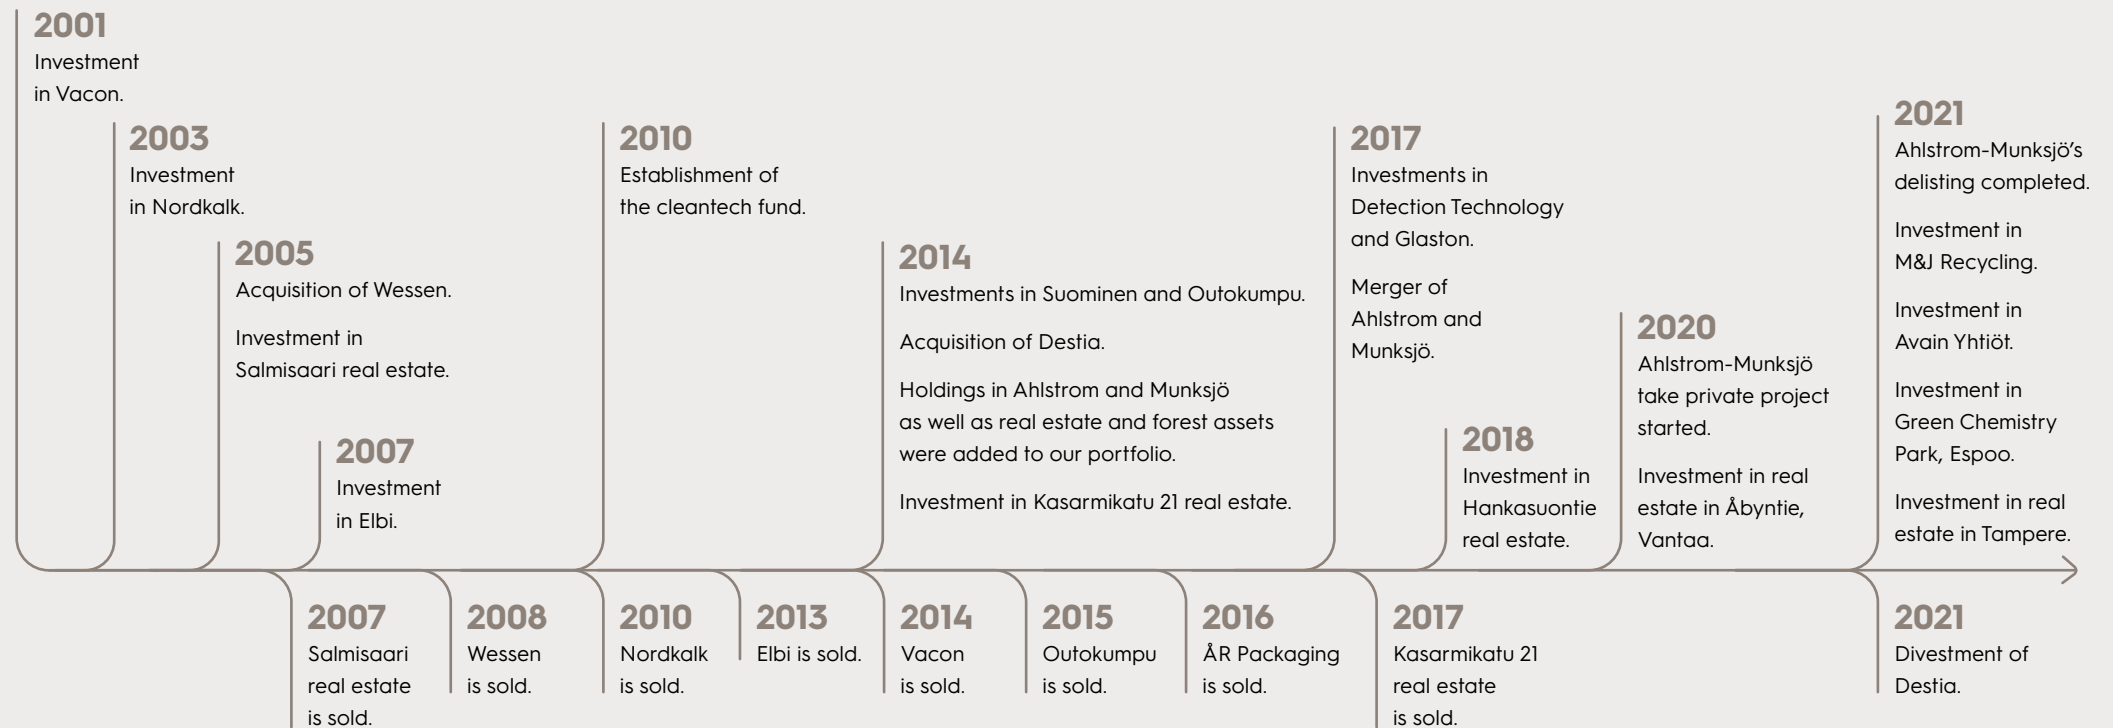 2001
Investment
in Vacon.
2003
Investment
in Nordkalk.
2005
Acquisition of Wessen.
Investment in
Salmisaari real estate.
2007
Investment
in Elbi.
2010
Establishment of
the cleantech fund.
2014
Investments in Suominen and Outokumpu.
Acquisition of Destia.
Holdings in Ahlstrom and Munksjö
as well as real estate and forest assets
were added to our portfolio.
Investment in Kasarmikatu 21 real estate.
2017
Investments in
Detection Technology
and Glaston.
Merger of
Ahlstrom and
Munksjö.
2018
Investment in
Hankasuontie
real estate.
2020
Ahlstrom-Munksjö
take private project
started.
Investment in real
estate in Åbyntie,
Vantaa.
2021
Ahlstrom-Munksjö’s
delisting completed.
Investment in
M&J Recycling.
Investment in
Avain Yhtiöt.
Investment in
Green Chemistry
Park, Espoo.
Investment in real
estate in Tampere.
2007
Salmisaari
real estate
is sold.
2008
Wessen
is sold.
2010
Nordkalk
is sold.
2013
Elbi is sold.
2014
Vacon
is sold.
2015
Outokumpu
is sold.
2016
ÅR Packaging
is sold.
2017
Kasarmikatu 21
real estate
is sold.
2021
Divestment of
Destia.